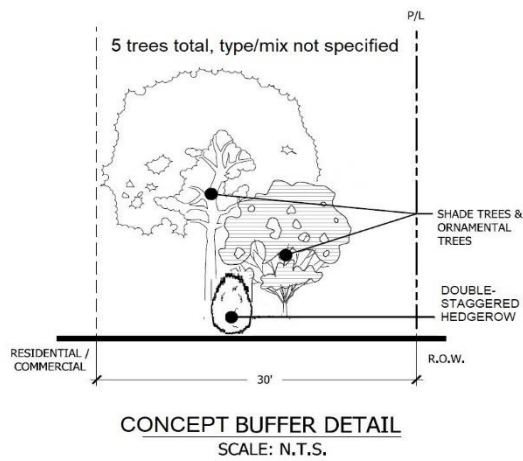 P/L
5 trees total, type/mix not specified
SHADE TREES &
ORNAMENTAL
TREES
DOUBLE-
STAGGERED
HEDGEROW
RESIDENTIAL /
COMMERCIAL
R.O.W.
30'
CONCEPT BUFFER DETAIL
SCALE: N.T.S.